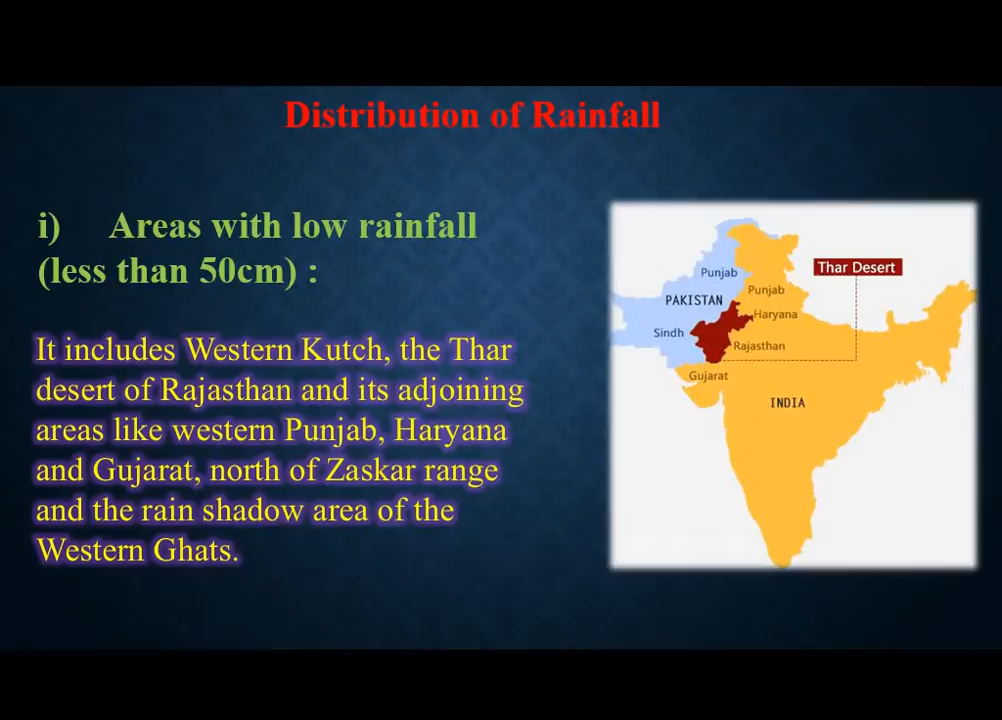 Distribution of Rainfall
i) Areas with low rainfall
(less than 50cm) :
It includes Western Kutch, the Thar
desert of Rajasthan and its adjoining
areas like western Punjab, Haryana
and Gujarat, north of Zaskar range
and the rain shadow area of the
Western Ghats.
Thar Desert
Punjab
Punjab
PAKISTAN
Haryana
Sindh
Rajasthan
Gujarat
INDIA